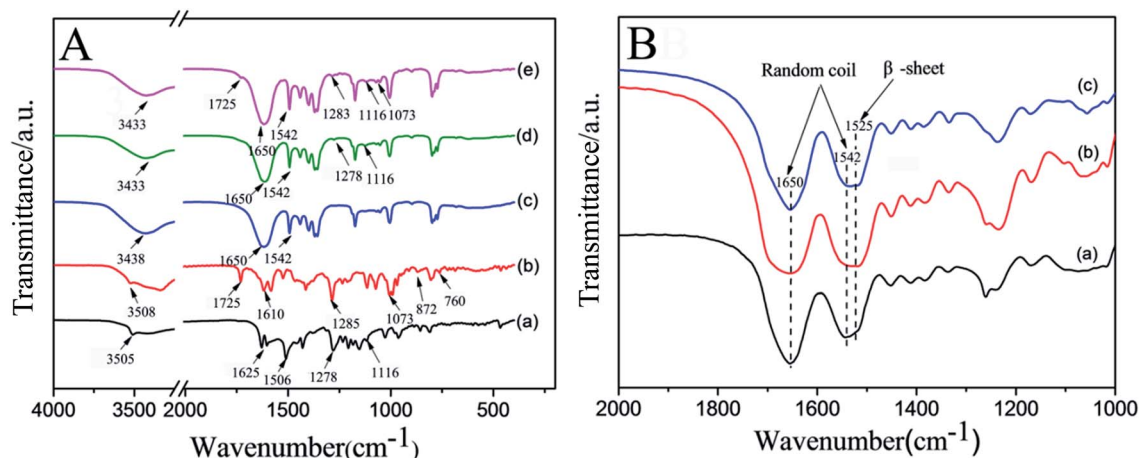 A
Transmittance/a.u.
(e)
1725
1283
1116
1073
3433
1650
1542
(d)
3433
1278
1116
1650
1542
(c)
3438
1650
1542
(b)
3508
1725
1610
1285
1073
872
760
(a)
3505
1625
1506
1278
1116
4000 3500 2000 1500 1000 500
Wavenumber(cm-1)
B
Transmittance/a.u.
Random coil
β -sheet
(c)
1525
1542
1650
(b)
(a)
2000 1800 1600 1400 1200 1000
Wavenumber(cm-1)